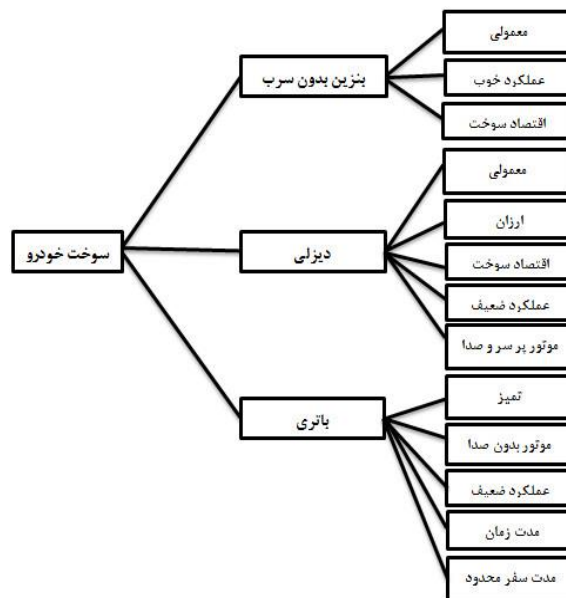 سوخت خودرو
بنزین بدون سرب
معمولی
عملکرد خوب
اقتصاد سوخت
دیزلی
معمولی
ارزان
اقتصاد سوخت
عملکرد ضعیف
موتور پر سر و صدا
باتری
تمیز
موتور بدون صدا
عملکرد ضعیف
مدت زمان
مدت سفر محدود